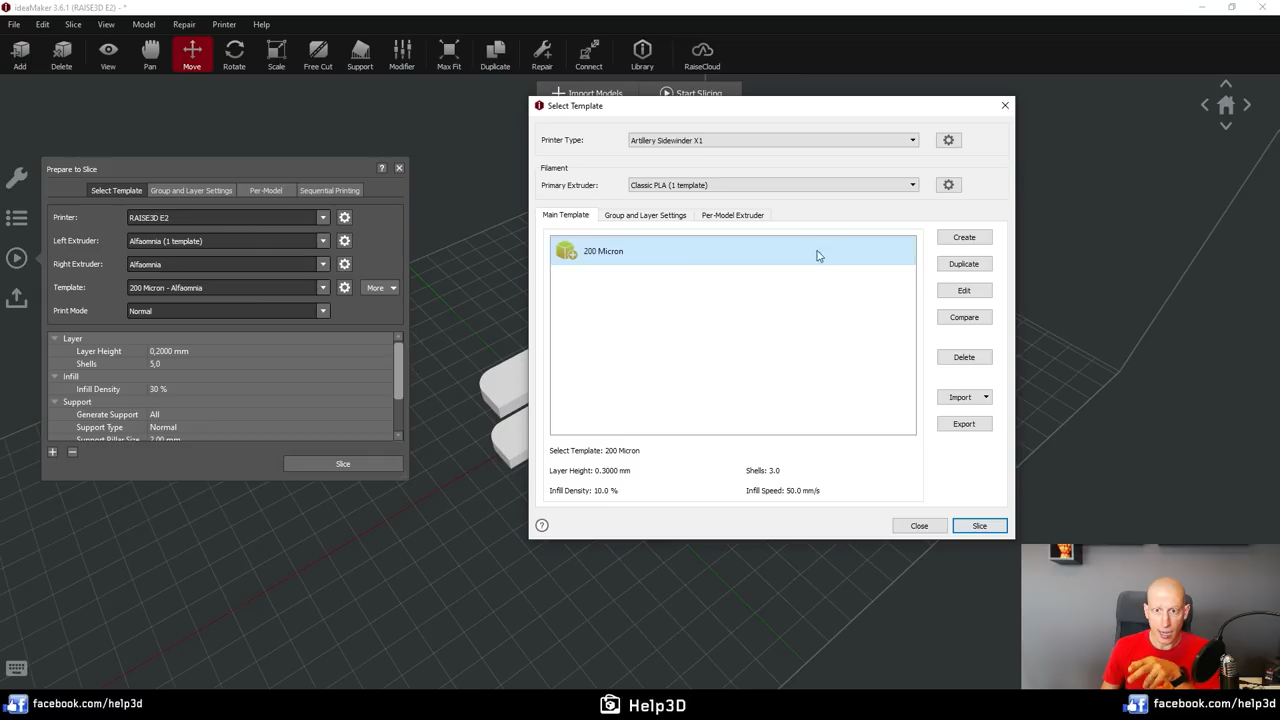 ideaMaker 3.6.1 (RAISE3D E2) - *
File Edit Slice View Model Repair Printer Help
Add Delete View Pan Move Rotate Scale Free Cut Support Modifier Max Fit Duplicate Repair Connect Library RaiseCloud
Import Models Start Slicing
Prepare to Slice ?
Select Template Group and Layer Settings Per-Model Sequential Printing
Printer: RAISE3D E2
Left Extruder: Alfaomnia (1 template)
Right Extruder: Alfaomnia
Template: 200 Micron - Alfaomnia More
Print Mode Normal
Layer
Layer Height 0,2000 mm
Shells 5,0
Infill
Infill Density 30 %
Support
Generate Support All
Support Type Normal
Support Pillar Size 2,00 mm
Slice
Select Template
Printer Type: Artillery Sidewinder X1
Filament
Primary Extruder: Classic PLA (1 template)
Main Template Group and Layer Settings Per-Model Extruder
200 Micron
Create
Duplicate
Edit
Compare
Delete
Import
Export
Select Template: 200 Micron
Layer Height: 0.3000 mm Shells: 3.0
Infill Density: 10.0 % Infill Speed: 50.0 mm/s
? Close Slice
facebook.com/help3d Help3D facebook.com/help3d